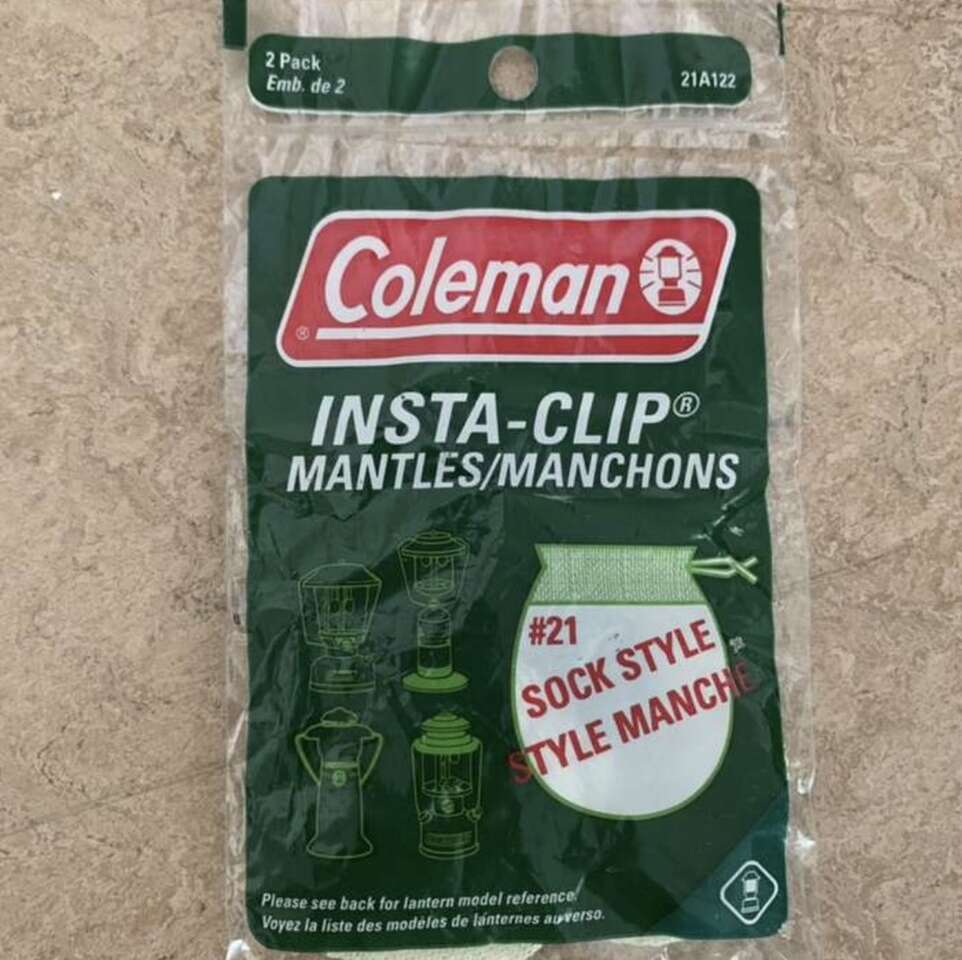 2 Pack
Emb. de 2
21A122
Coleman
®
INSTA-CLIP®
MANTLES/MANCHONS
#21
SOCK STYLE
STYLE MANCHE
Please see back for lantern model reference.
Voyez la liste des modèles de lanternes au verso.